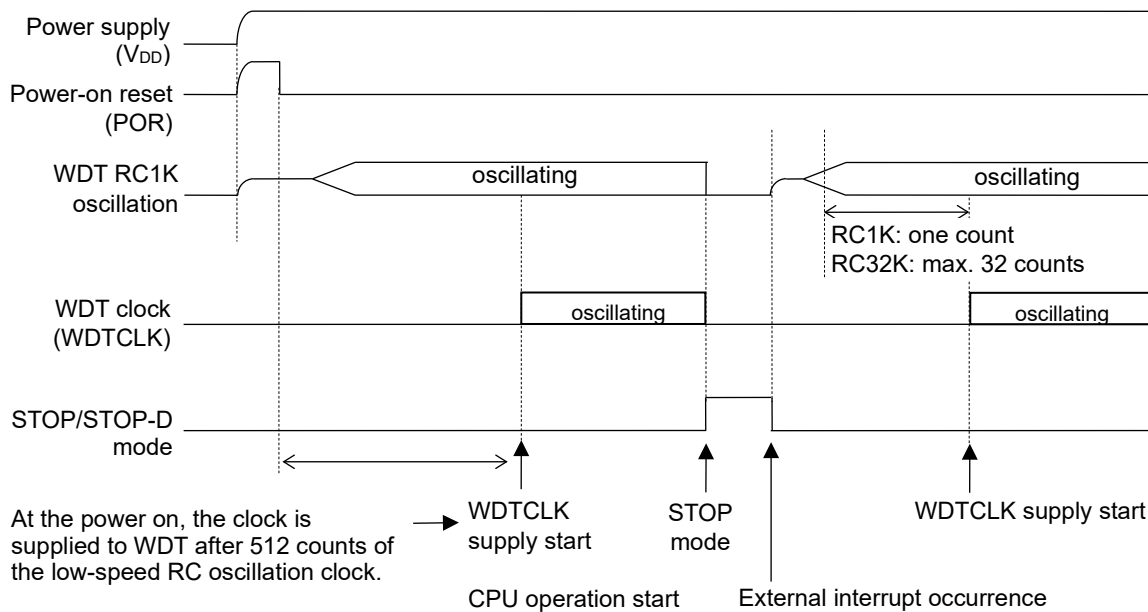 Power supply
(VDD)
Power-on reset
(POR)
WDT RC1K
oscillation
oscillating
oscillating
RC1K: one count
RC32K: max. 32 counts
WDT clock
(WDTCLK)
oscillating
oscillating
STOP/STOP-D
mode
At the power on, the clock is
supplied to WDT after 512 counts of
the low-speed RC oscillation clock.
WDTCLK
supply start
STOP
mode
WDTCLK supply start
CPU operation start
External interrupt occurrence